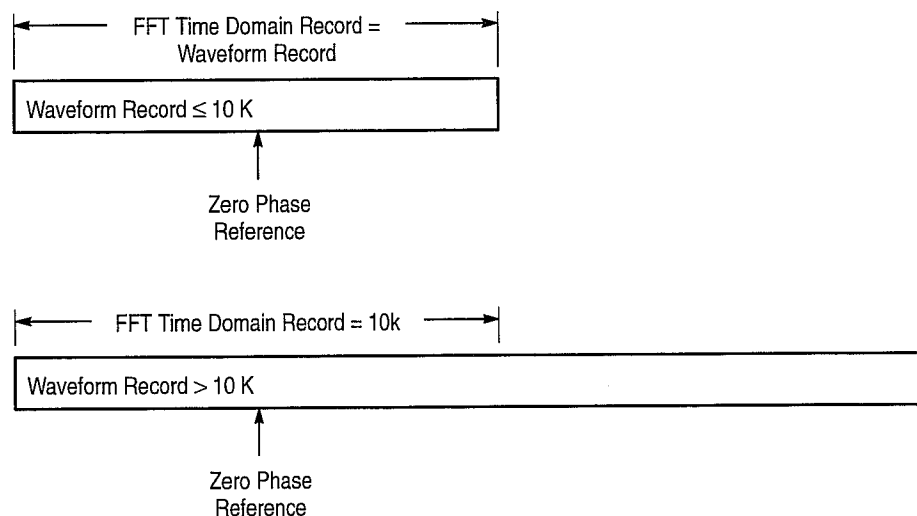 FFT Time Domain Record =
Waveform Record
Waveform Record ≤ 10 K
Zero Phase
Reference
FFT Time Domain Record = 10k
Waveform Record > 10 K
Zero Phase
Reference